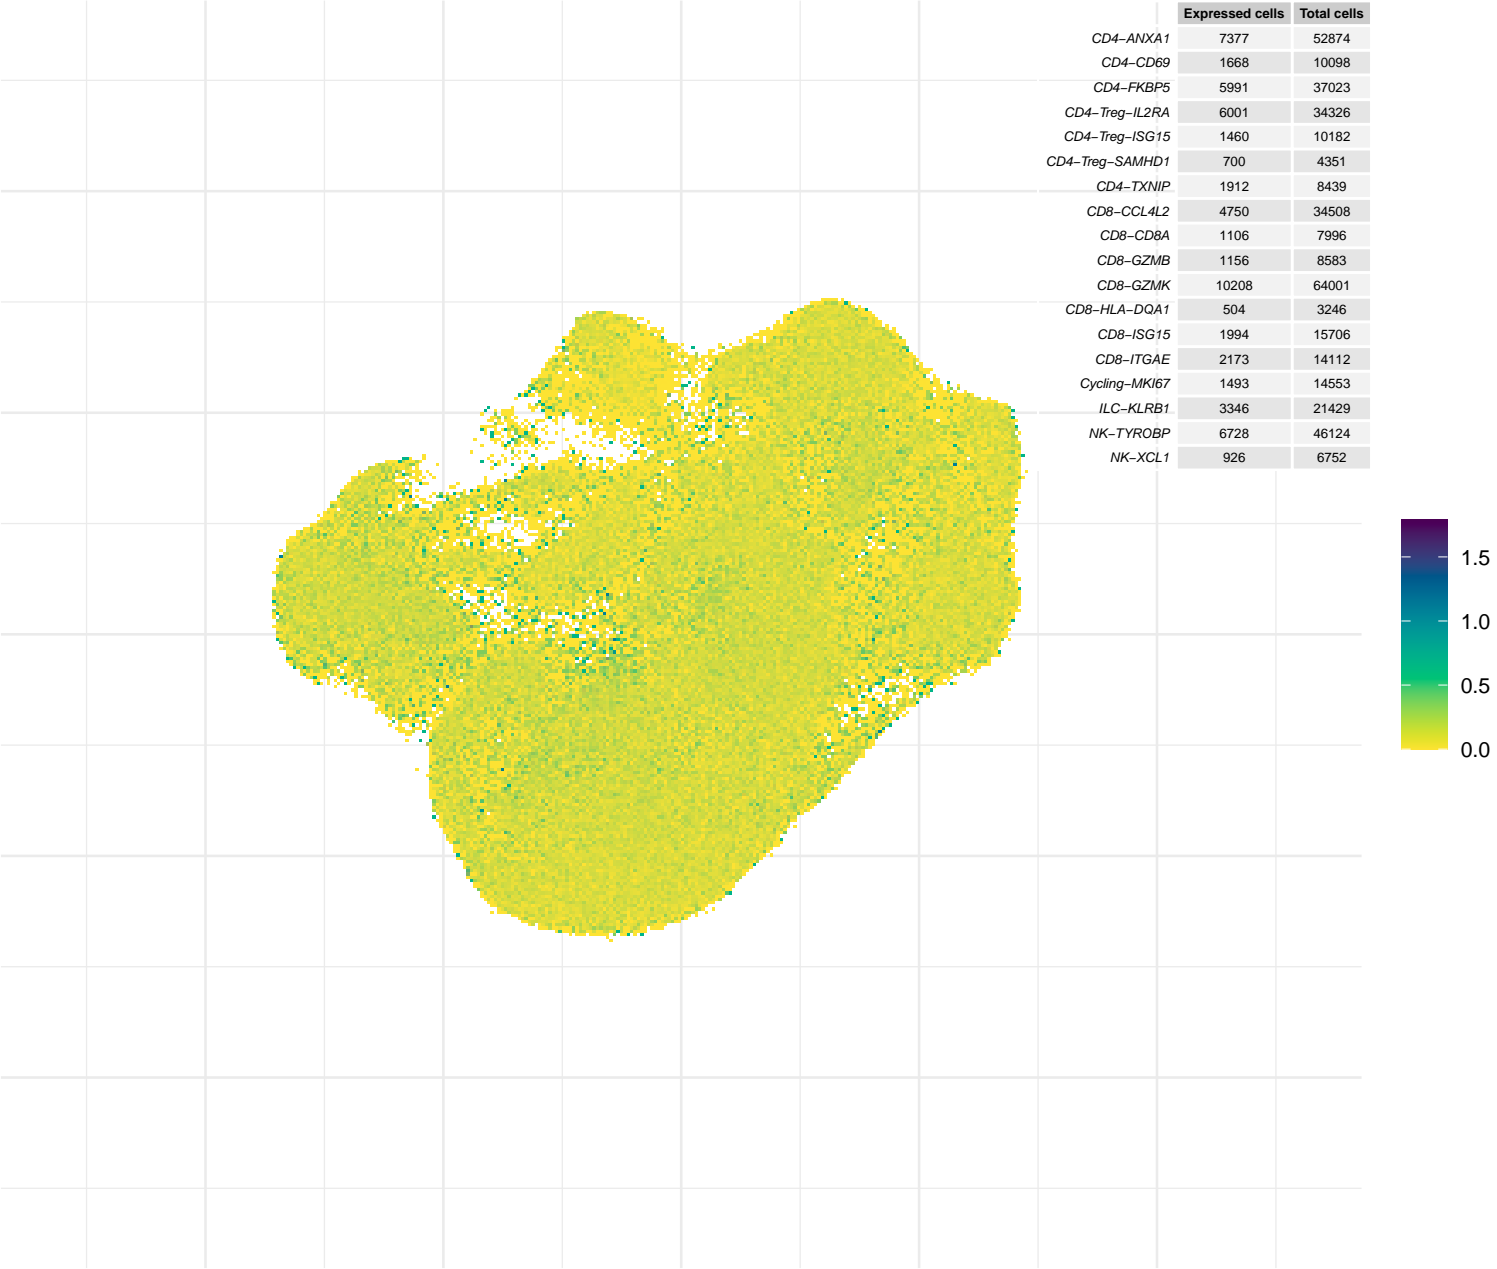 Expressed cells Total cells
CD4−ANXA1 7377 52874
CD4−CD69 1668 10098
CD4−FKBP5 5991 37023
CD4−Treg−IL2RA 6001 34326
CD4−Treg−ISG15 1460 10182
CD4−Treg−SAMHD1 700 4351
CD4−TXNIP 1912 8439
CD8−CCL4L2 4750 34508
CD8−CD8A 1106 7996
CD8−GZMB 1156 8583
CD8−GZMK 10208 64001
CD8−HLA−DQA1 504 3246
CD8−ISG15 1994 15706
CD8−ITGAE 2173 14112
Cycling−MKI67 1493 14553
ILC−KLRB1 3346 21429
NK−TYROBP 6728 46124
NK−XCL1 926 6752
1.5
1.0
0.5
0.0